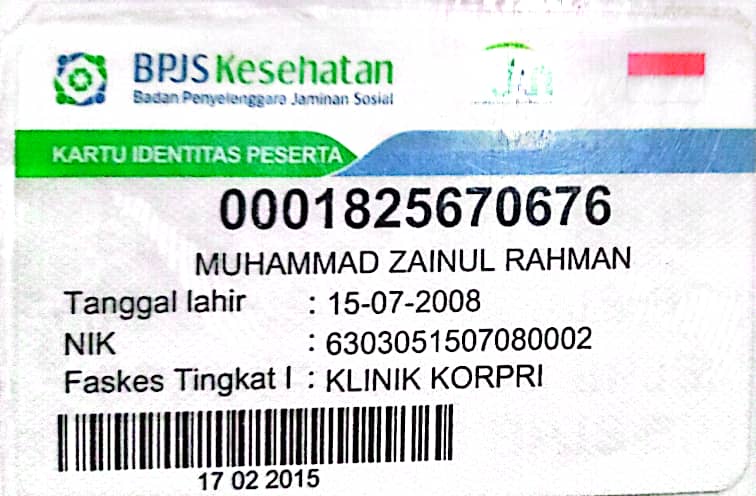 BPJS Kesehatan
Badan Penyelenggara Jaminan Sosial
KARTU IDENTITAS PESERTA
0001825670676
MUHAMMAD ZAINUL RAHMAN
Tanggal lahir : 15-07-2008
NIK : 6303051507080002
Faskes Tingkat I : KLINIK KORPRI
17 02 2015